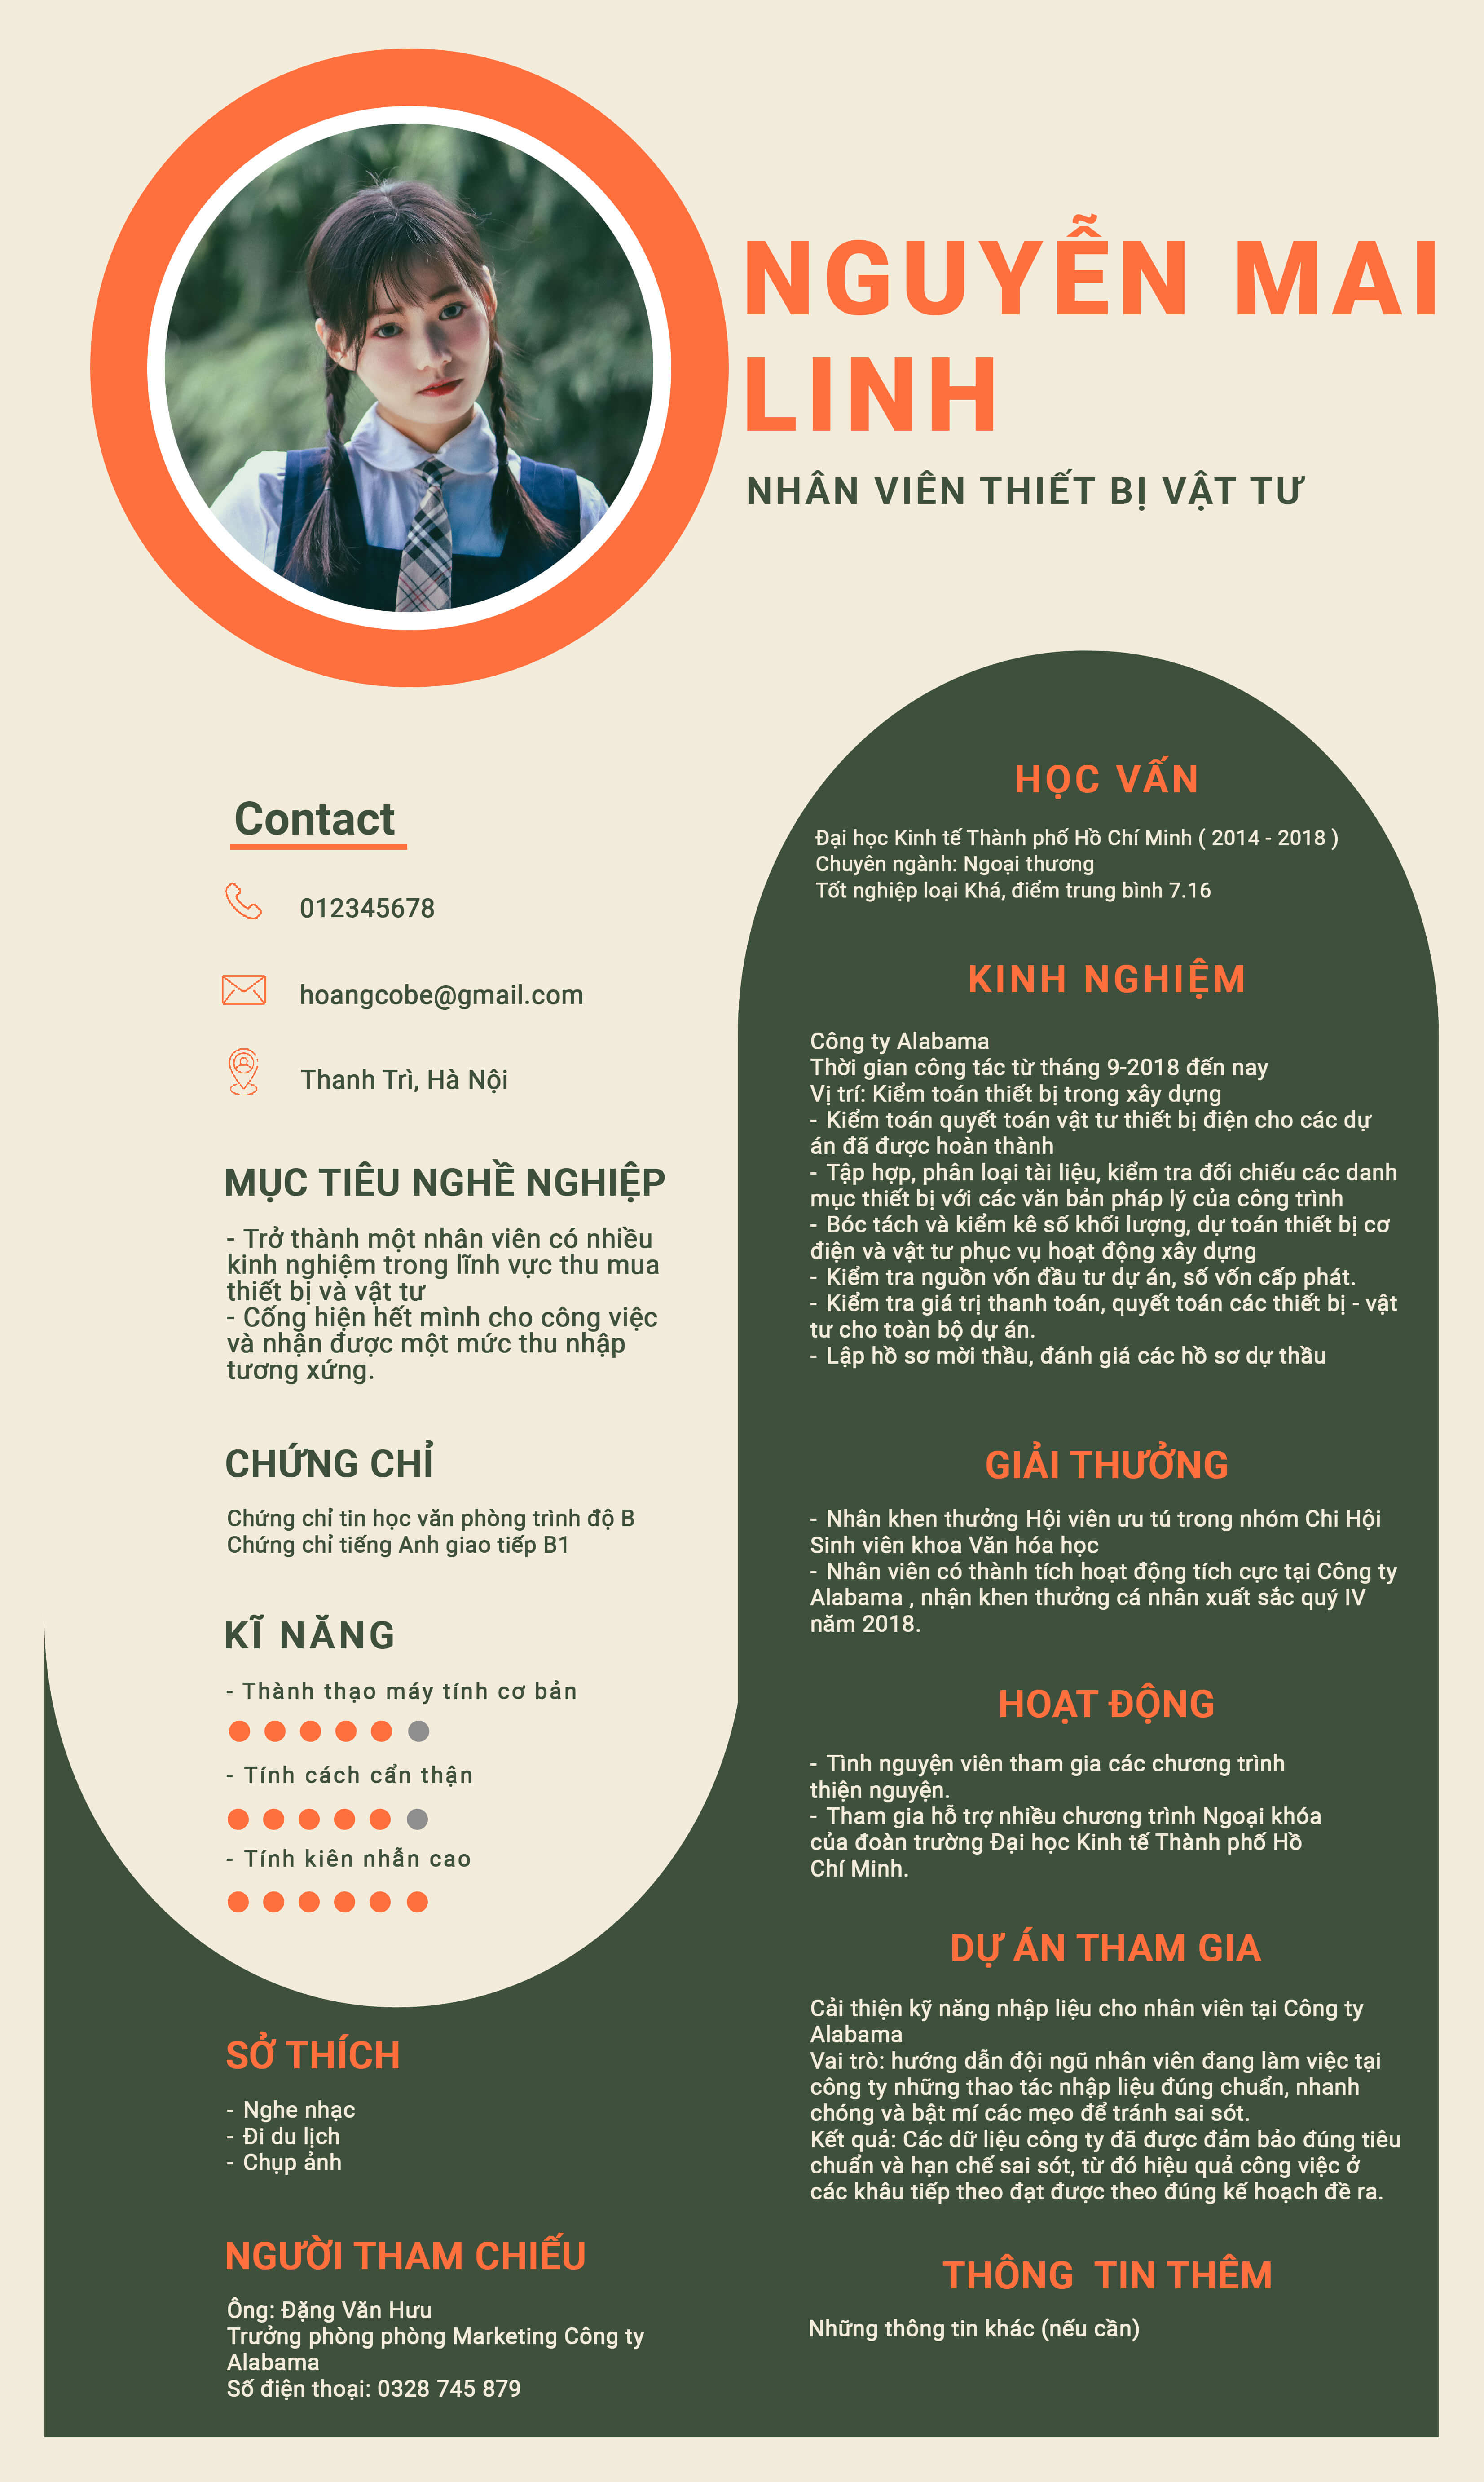 NGUYỄN MAI
LINH
NHÂN VIÊN THIẾT BỊ VẬT TƯ
Contact
012345678
hoangcobe@gmail.com
Thanh Trì, Hà Nội
MỤC TIÊU NGHỀ NGHIỆP
- Trở thành một nhân viên có nhiều
kinh nghiệm trong lĩnh vực thu mua
thiết bị và vật tư
- Cống hiện hết mình cho công việc
và nhận được một mức thu nhập
tương xứng.
CHỨNG CHỈ
Chứng chỉ tin học văn phòng trình độ B
Chứng chỉ tiếng Anh giao tiếp B1
KĨ NĂNG
- Thành thạo máy tính cơ bản
- Tính cách cẩn thận
- Tính kiên nhẫn cao
SỞ THÍCH
- Nghe nhạc
- Đi du lịch
- Chụp ảnh
NGƯỜI THAM CHIẾU
Ông: Đặng Văn Hưu
Trưởng phòng phòng Marketing Công ty
Alabama
Số điện thoại: 0328 745 879
HỌC VẤN
Đại học Kinh tế Thành phố Hồ Chí Minh ( 2014 - 2018 )
Chuyên ngành: Ngoại thương
Tốt nghiệp loại Khá, điểm trung bình 7.16
KINH NGHIỆM
Công ty Alabama
Thời gian công tác từ tháng 9-2018 đến nay
Vị trí: Kiểm toán thiết bị trong xây dựng
- Kiểm toán quyết toán vật tư thiết bị điện cho các dự
án đã được hoàn thành
- Tập hợp, phân loại tài liệu, kiểm tra đối chiếu các danh
mục thiết bị với các văn bản pháp lý của công trình
- Bóc tách và kiểm kê số khối lượng, dự toán thiết bị cơ
điện và vật tư phục vụ hoạt động xây dựng
- Kiểm tra nguồn vốn đầu tư dự án, số vốn cấp phát.
- Kiểm tra giá trị thanh toán, quyết toán các thiết bị - vật
tư cho toàn bộ dự án.
- Lập hồ sơ mời thầu, đánh giá các hồ sơ dự thầu
GIẢI THƯỞNG
- Nhân khen thưởng Hội viên ưu tú trong nhóm Chi Hội
Sinh viên khoa Văn hóa học
- Nhân viên có thành tích hoạt động tích cực tại Công ty
Alabama , nhận khen thưởng cá nhân xuất sắc quý IV
năm 2018.
HOẠT ĐỘNG
- Tình nguyện viên tham gia các chương trình
thiện nguyện.
- Tham gia hỗ trợ nhiều chương trình Ngoại khóa
của đoàn trường Đại học Kinh tế Thành phố Hồ
Chí Minh.
DỰ ÁN THAM GIA
Cải thiện kỹ năng nhập liệu cho nhân viên tại Công ty
Alabama
Vai trò: hướng dẫn đội ngũ nhân viên đang làm việc tại
công ty những thao tác nhập liệu đúng chuẩn, nhanh
chóng và bật mí các mẹo để tránh sai sót.
Kết quả: Các dữ liệu công ty đã được đảm bảo đúng tiêu
chuẩn và hạn chế sai sót, từ đó hiệu quả công việc ở
các khâu tiếp theo đạt được theo đúng kế hoạch đề ra.
THÔNG TIN THÊM
Những thông tin khác (nếu cần)